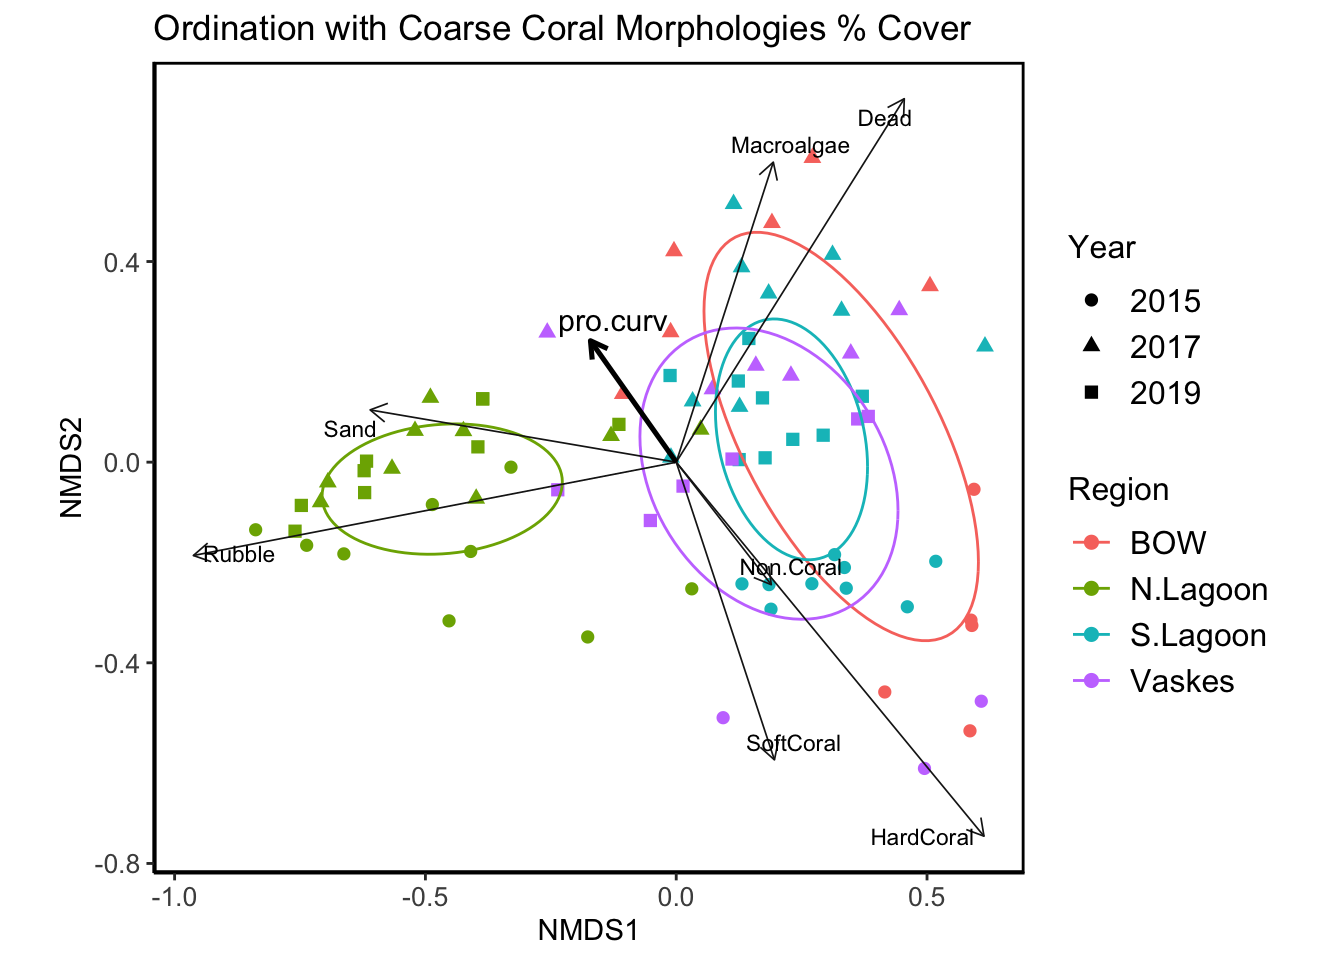 Ordination with Coarse Coral Morphologies % Cover
Dead
Macroalgae
pro.curv
Sand
Rubble
Non.Coral
SoftCoral
HardCoral
0.4
0.0
-0.4
-0.8
NMDS2
-1.0 -0.5 0.0 0.5
NMDS1
Year
2015
2017
2019
Region
BOW
N.Lagoon
S.Lagoon
Vaskes